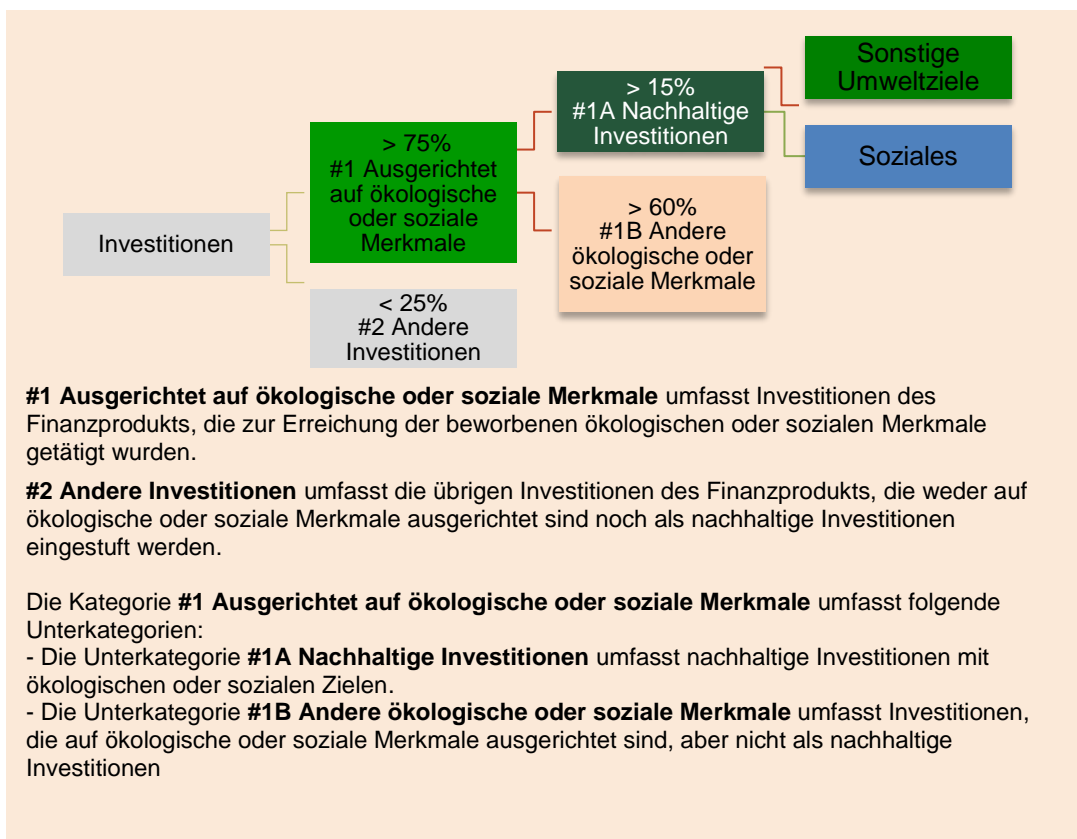 Investitionen
> 75%
#1 Ausgerichtet
auf ökologische
oder soziale
Merkmale
< 25%
#2 Andere
Investitionen
> 15%
#1A Nachhaltige
Investitionen
> 60%
#1B Andere
ökologische oder
soziale Merkmale
Sonstige
Umweltziele
Soziales
#1 Ausgerichtet auf ökologische oder soziale Merkmale umfasst Investitionen des
Finanzprodukts, die zur Erreichung der beworbenen ökologischen oder sozialen Merkmale
getätigt wurden.
#2 Andere Investitionen umfasst die übrigen Investitionen des Finanzprodukts, die weder auf
ökologische oder soziale Merkmale ausgerichtet sind noch als nachhaltige Investitionen
eingestuft werden.
Die Kategorie #1 Ausgerichtet auf ökologische oder soziale Merkmale umfasst folgende
Unterkategorien:
- Die Unterkategorie #1A Nachhaltige Investitionen umfasst nachhaltige Investitionen mit
ökologischen oder sozialen Zielen.
- Die Unterkategorie #1B Andere ökologische oder soziale Merkmale umfasst Investitionen,
die auf ökologische oder soziale Merkmale ausgerichtet sind, aber nicht als nachhaltige
Investitionen